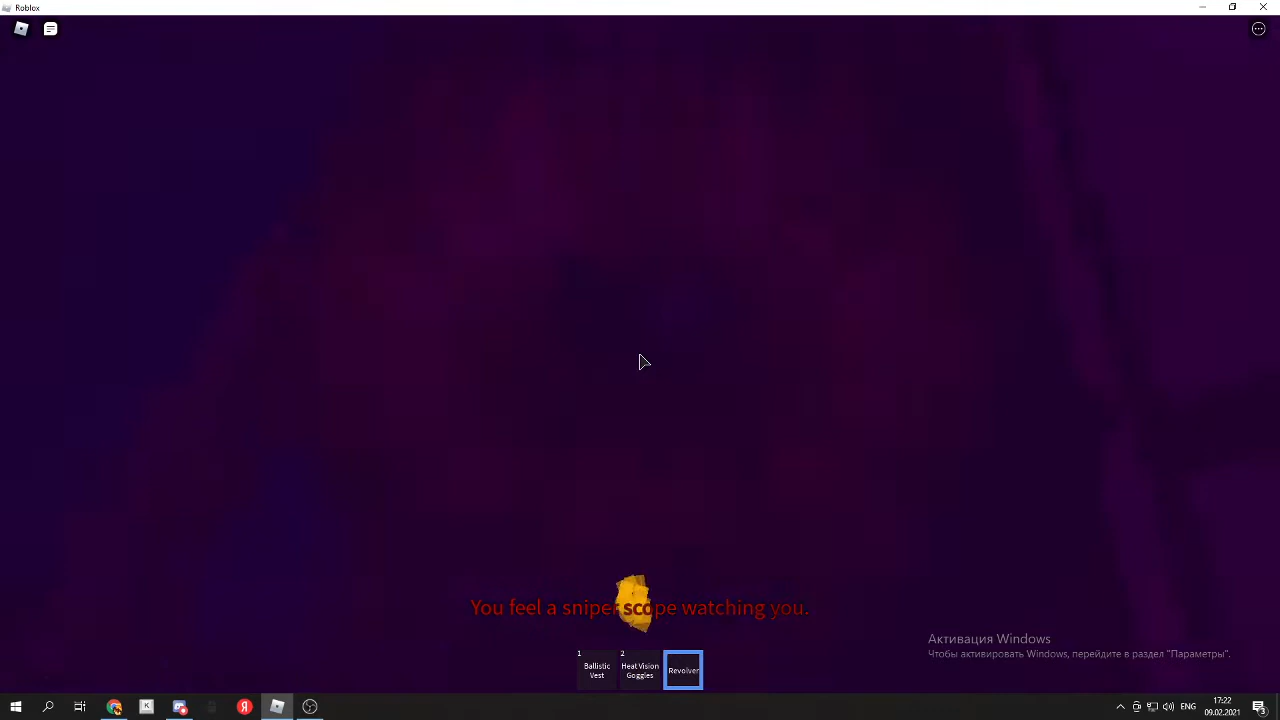 Roblox
You feel a sniper scope watching you.
Активация Windows
Чтобы активировать Windows, перейдите в раздел "Параметры".
1
Ballistic
Vest
2
Heat Vision
Goggles
Revolver
K
Я
ENG
17:22
09.02.2021
2